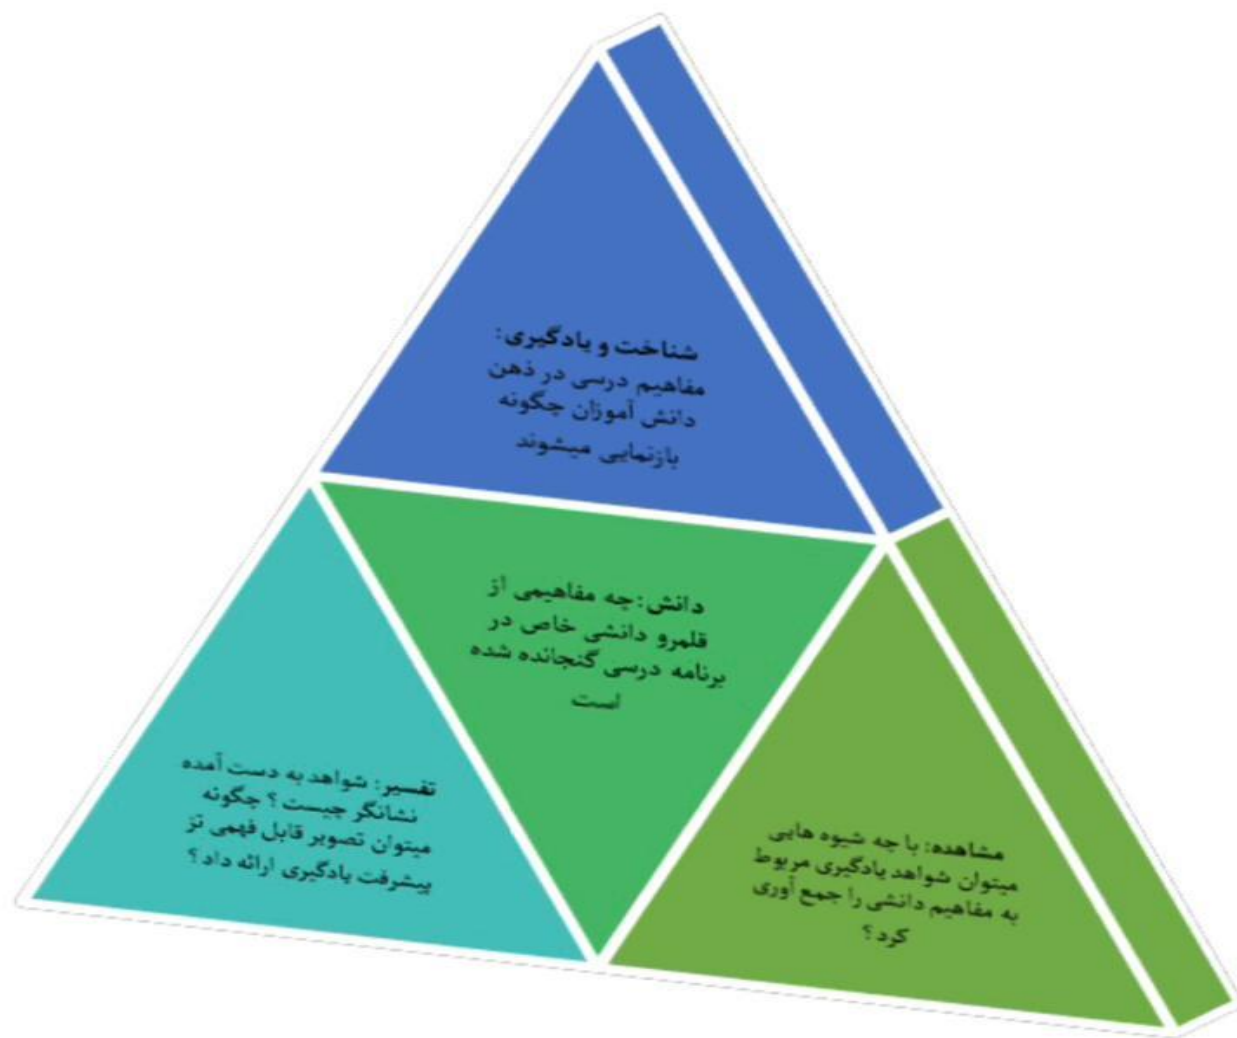 شناخت و یادگیری:
مفاهیم درسی در ذهن
دانش آموزان چگونه
بازنمایی میشوند
دانش: چه مفاهیمی از
قلمرو دانشی خاص در
برنامه درسی گنجانده شده
است
تفسیر: شواهد به دست آمده
نشانگر چیست؟ چگونه
میتوان تصویر قابل فهمی تز
پیشرفت یادگیری ارائه داد؟
مشاهده: با چه شیوه هایی
میتوان شواهد یادگیری مربوط
به مفاهیم دانشی را جمع آوری
کرد؟